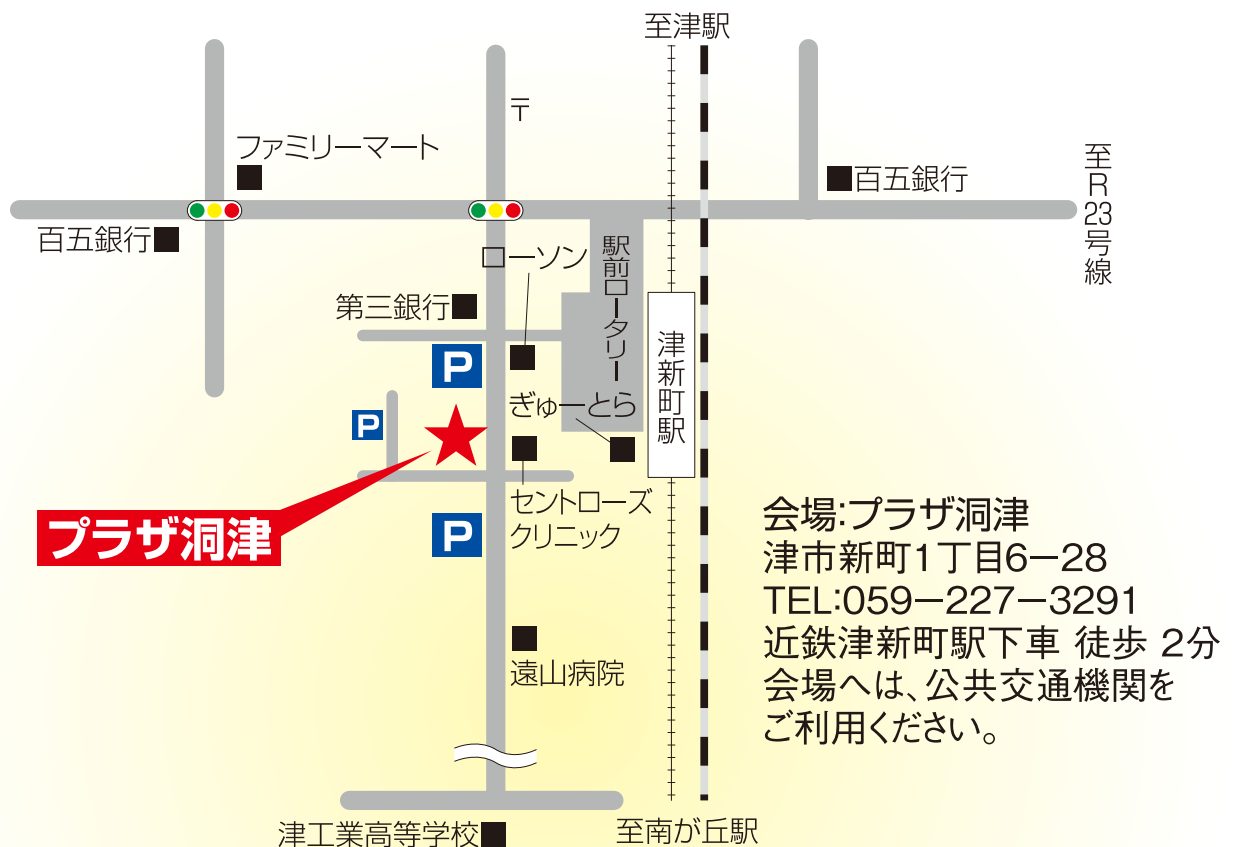 至津駅
〒
ファミリーマート
百五銀行
至R23号線
百五銀行
ローソン
駅前ロータリー
第三銀行
津新町駅
P
ぎゅーとら
P
プラザ洞津
セントローズ
クリニック
P
会場:プラザ洞津
津市新町1丁目6−28
TEL:059−227−3291
近鉄津新町駅下車 徒歩 2分
会場へは、公共交通機関を
ご利用ください。
遠山病院
津工業高等学校
至南が丘駅